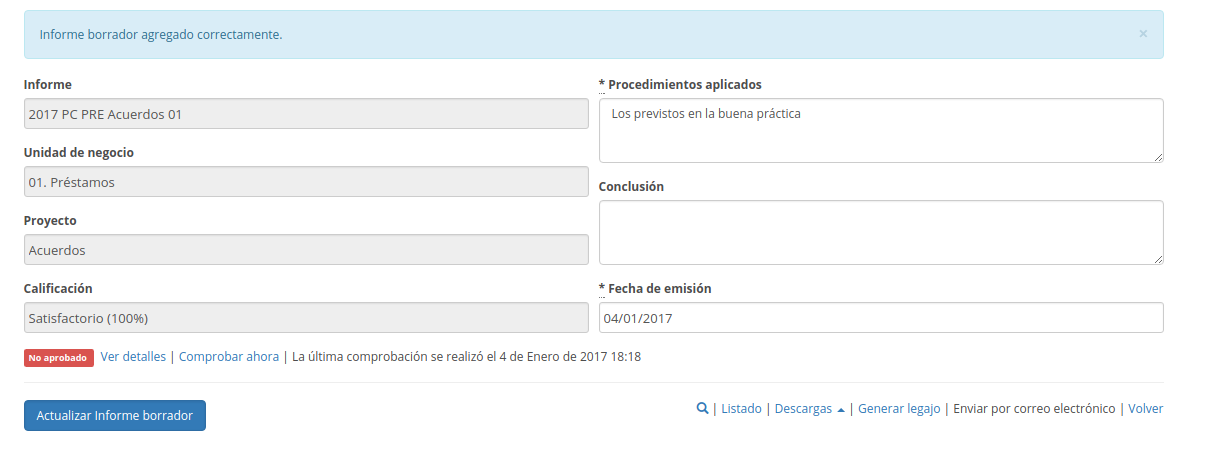 Informe borrador agregado correctamente.
×
Informe
2017 PC PRE Acuerdos 01
Unidad de negocio
01. Préstamos
Proyecto
Acuerdos
Calificación
Satisfactorio (100%)
* Procedimientos aplicados
Los previstos en la buena práctica
Conclusión
* Fecha de emisión
04/01/2017
No aprobado Ver detalles | Comprobar ahora | La última comprobación se realizó el 4 de Enero de 2017 18:18
Actualizar Informe borrador
| Listado | Descargas | Generar legajo | Enviar por correo electrónico | Volver